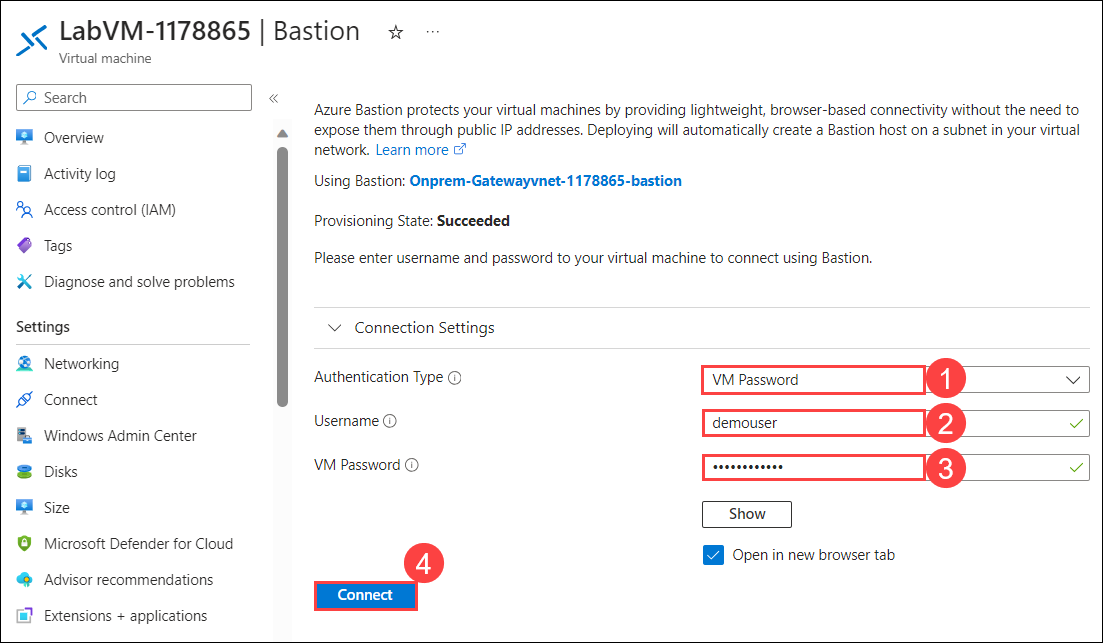 LabVM-1178865 | Bastion ☆ ...
Virtual machine
Search «
Overview
Activity log
Access control (IAM)
Tags
Diagnose and solve problems
Settings
Networking
Connect
Windows Admin Center
Disks
Size
Microsoft Defender for Cloud
Advisor recommendations
Extensions + applications
Azure Bastion protects your virtual machines by providing lightweight, browser-based connectivity without the need to
expose them through public IP addresses. Deploying will automatically create a Bastion host on a subnet in your virtual
network. Learn more
Using Bastion: Onprem-Gatewayvnet-1178865-bastion
Provisioning State: Succeeded
Please enter username and password to your virtual machine to connect using Bastion.
Connection Settings
Authentication Type VM Password 1
Username demouser 2
VM Password •••••••••••• 3
Show
Open in new browser tab
4
Connect